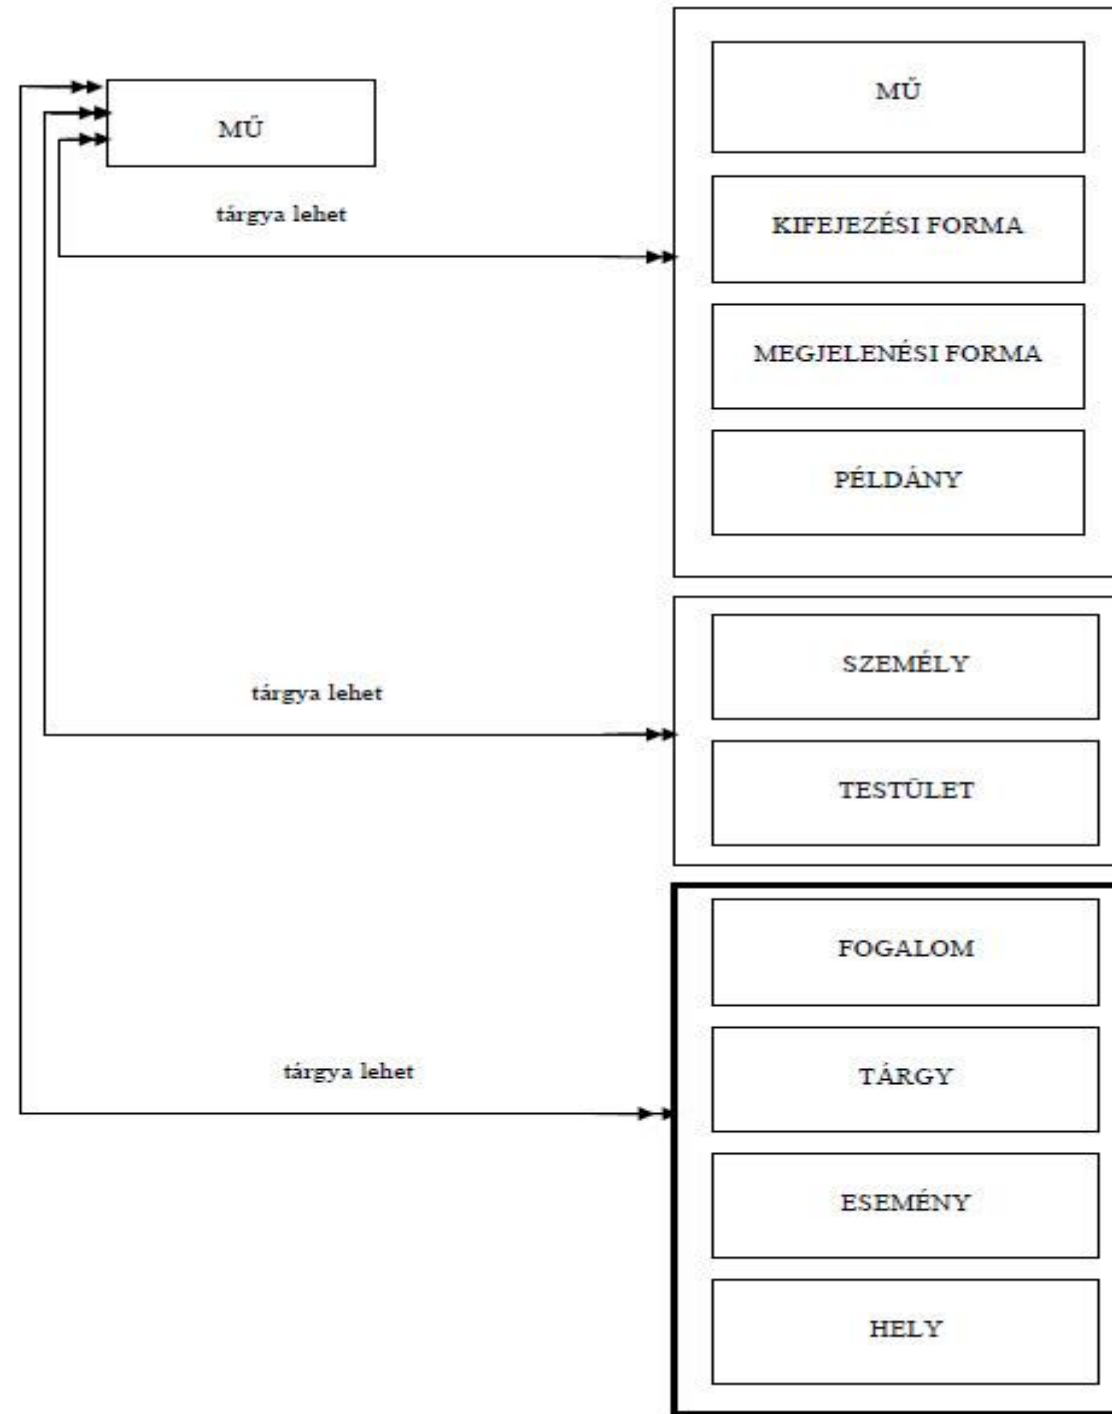 MŰ
MŰ
tárgya lehet
KIFEJEZÉSI FORMA
MEGJELENÉSI FORMA
PÉLDÁNY
SZEMÉLY
tárgya lehet
TESTÜLET
FOGALOM
tárgya lehet
TÁRGY
ESEMÉNY
HELY